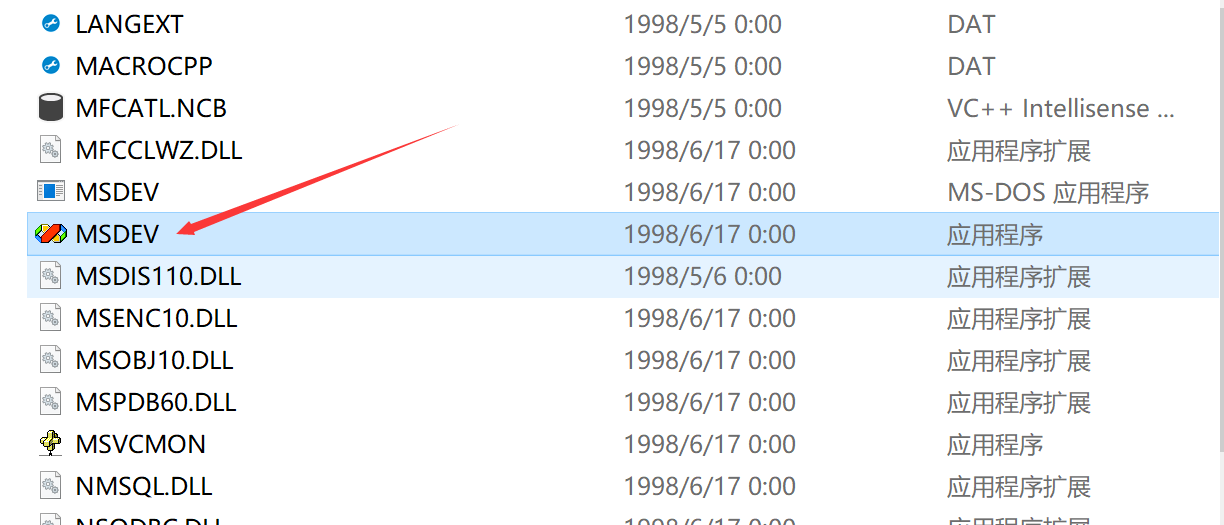 LANGEXT 1998/5/5 0:00 DAT
MACROCPP 1998/5/5 0:00 DAT
MFCATL.NCB 1998/5/5 0:00 VC++ Intellisense ...
MFCCLWZ.DLL 1998/6/17 0:00 应用程序扩展
MSDEV 1998/6/17 0:00 MS-DOS 应用程序
MSDEV 1998/6/17 0:00 应用程序
MSDIS110.DLL 1998/5/6 0:00 应用程序扩展
MSENC10.DLL 1998/6/17 0:00 应用程序扩展
MSOBJ10.DLL 1998/6/17 0:00 应用程序扩展
MSPDB60.DLL 1998/6/17 0:00 应用程序扩展
MSVCMON 1998/6/17 0:00 应用程序
NMSQL.DLL 1998/6/17 0:00 应用程序扩展